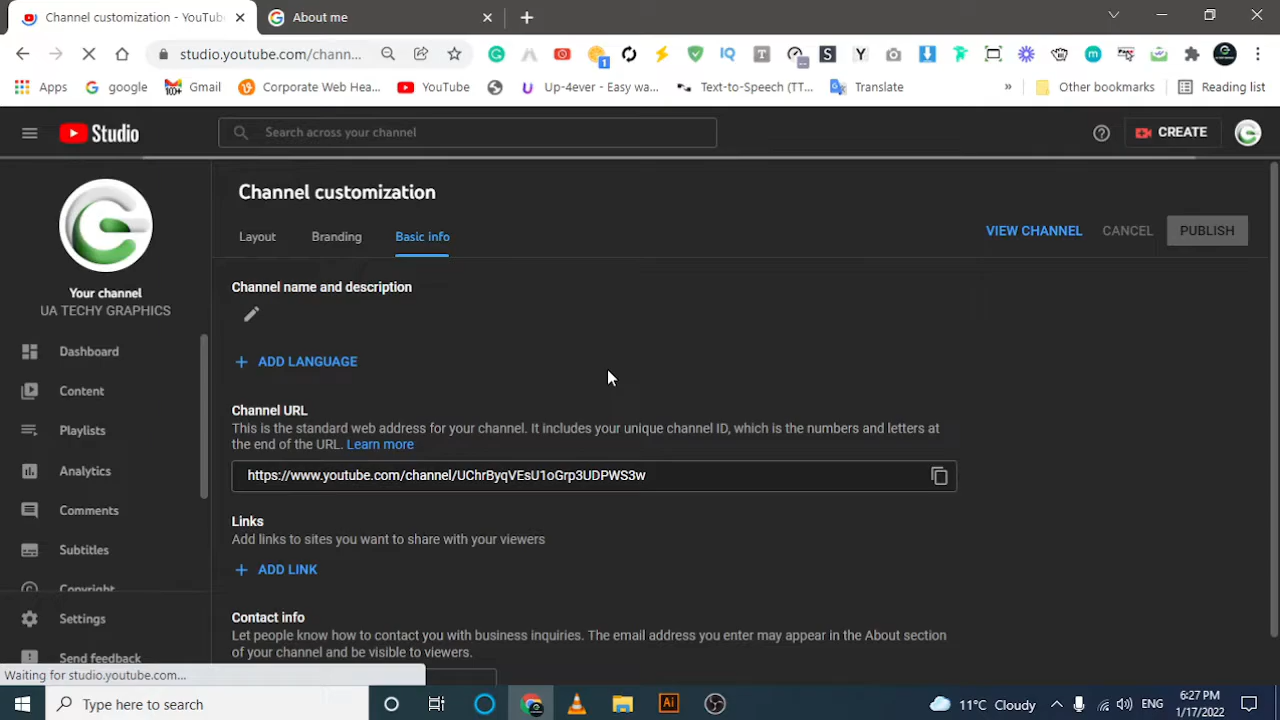 Channel customization - YouTub
About me
studio.youtube.com/chann...
1
Apps
google
100+
Gmail
Corporate Web Hea...
YouTube
Up-4ever - Easy wa...
Text-to-Speech (TT...
Translate
»
Other bookmarks
Reading list
Studio
Search across your channel
CREATE
Channel customization
Layout
Branding
Basic info
VIEW CHANNEL
CANCEL
PUBLISH
Your channel
UA TECHY GRAPHICS
Dashboard
Content
Playlists
Analytics
Comments
Subtitles
Copyright
Settings
Send feedback
Channel name and description
+ ADD LANGUAGE
Channel URL
This is the standard web address for your channel. It includes your unique channel ID, which is the numbers and letters at
the end of the URL. Learn more
https://www.youtube.com/channel/UChrByqVEsU1oGrp3UDPWS3w
Links
Add links to sites you want to share with your viewers
+ ADD LINK
Contact info
Let people know how to contact you with business inquiries. The email address you enter may appear in the About section
of your channel and be visible to viewers.
Waiting for studio.youtube.com...
Type here to search
Ai
11°C Cloudy
ENG
6:27 PM
1/17/2022